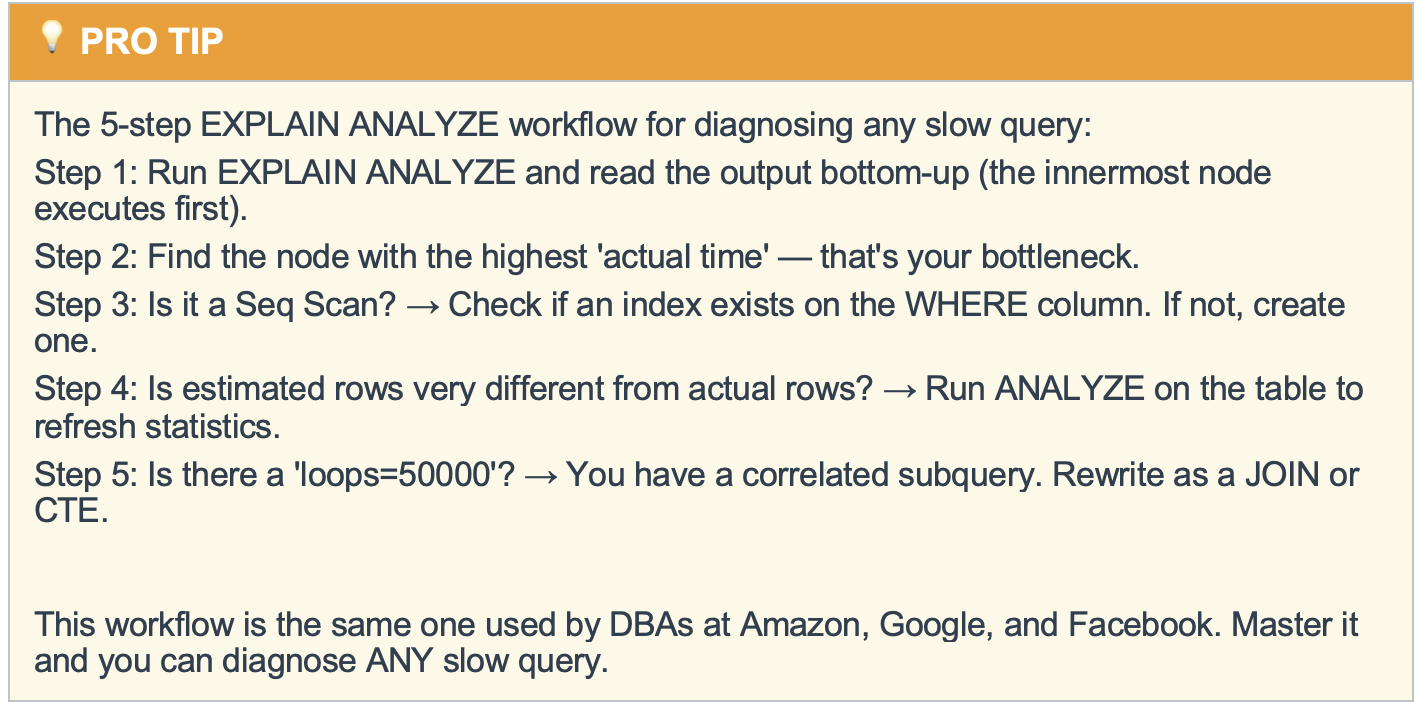 💡 PRO TIP
The 5-step EXPLAIN ANALYZE workflow for diagnosing any slow query:
Step 1: Run EXPLAIN ANALYZE and read the output bottom-up (the innermost node
executes first).
Step 2: Find the node with the highest 'actual time' — that's your bottleneck.
Step 3: Is it a Seq Scan? → Check if an index exists on the WHERE column. If not, create
one.
Step 4: Is estimated rows very different from actual rows? → Run ANALYZE on the table to
refresh statistics.
Step 5: Is there a 'loops=50000'? → You have a correlated subquery. Rewrite as a JOIN or
CTE.
This workflow is the same one used by DBAs at Amazon, Google, and Facebook. Master it
and you can diagnose ANY slow query.